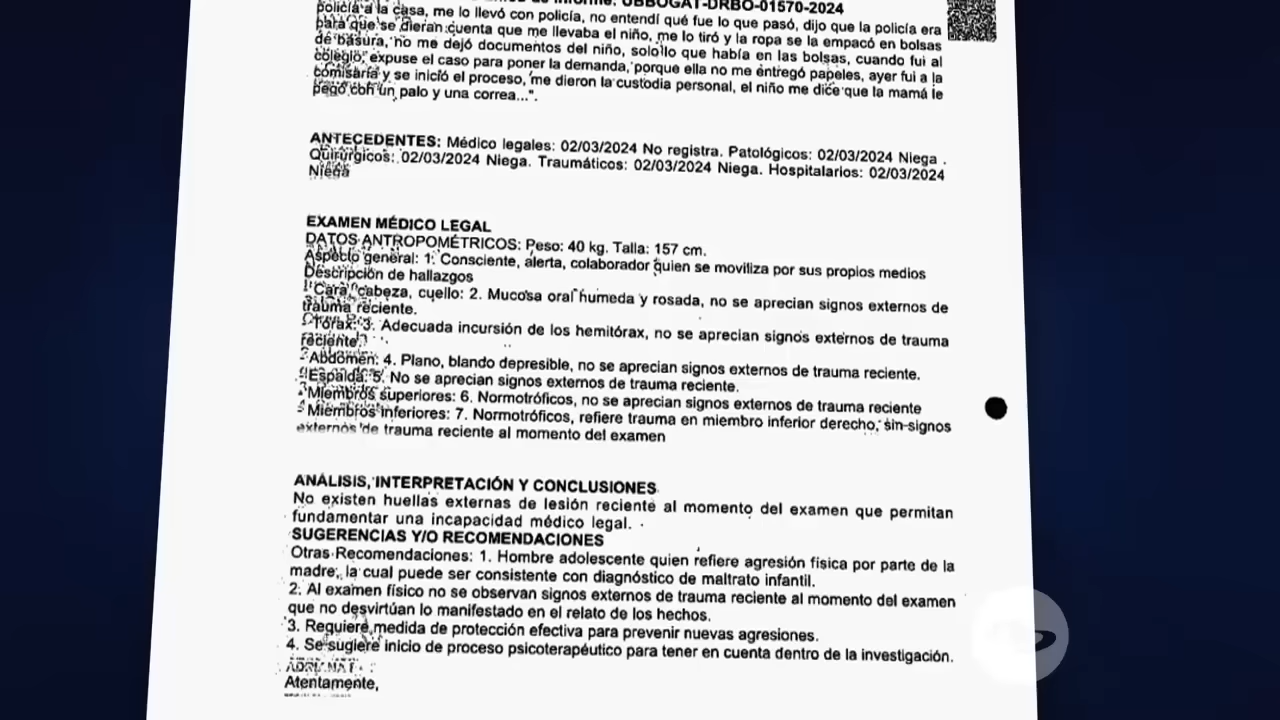 Informe: UBBOGAT-DRBO-01570-2024
policía a la casa, me lo llevó con policía, no entendí qué fue lo que pasó, dijo que la policía era
para que se dieran cuenta que me llevaba el niño, me lo tiró y la ropa se la empacó en bolsas
de basura, no me dejó documentos del niño, solo lo que había en las bolsas, cuando fui al
colegio, expuse el caso para poner la demanda, porque ella no me entregó papeles, ayer fui a la
comisaría y se inició el proceso, me dieron la custodia personal, el niño me dice que la mamá le
pegó con un palo y una correa...".
ANTECEDENTES: Médico legales: 02/03/2024 No registra. Patológicos: 02/03/2024 Niega .
Quirúrgicos: 02/03/2024 Niega. Traumáticos: 02/03/2024 Niega. Hospitalarios: 02/03/2024
Niega
EXAMEN MÉDICO LEGAL
DATOS ANTROPOMÉTRICOS: Peso: 40 kg. Talla: 157 cm.
Aspecto general: 1. Consciente, alerta, colaborador quien se moviliza por sus propios medios
Descripción de hallazgos
- Cara, cabeza, cuello: 2. Mucosa oral humeda y rosada, no se aprecian signos externos de
trauma reciente.
- Tórax: 3. Adecuada incursión de los hemitórax, no se aprecian signos externos de trauma
reciente.
- Abdomen: 4. Plano, blando depresible, no se aprecian signos externos de trauma reciente.
- Espalda: 5. No se aprecian signos externos de trauma reciente.
- Miembros superiores: 6. Normotróficos, no se aprecian signos externos de trauma reciente
- Miembros inferiores: 7. Normotróficos, refiere trauma en miembro inferior derecho, sin signos
externos de trauma reciente al momento del examen
ANÁLISIS, INTERPRETACIÓN Y CONCLUSIONES
No existen huellas externas de lesión reciente al momento del examen que permitan
fundamentar una incapacidad médico legal.
SUGERENCIAS Y/O RECOMENDACIONES
Otras Recomendaciones: 1. Hombre adolescente quien refiere agresión física por parte de la
madre, la cual puede ser consistente con diagnóstico de maltrato infantil.
2. Al examen físico no se observan signos externos de trauma reciente al momento del examen
que no desvirtúan lo manifestado en el relato de los hechos.
3. Requiere medida de protección efectiva para prevenir nuevas agresiones.
4. Se sugiere inicio de proceso psicoterapéutico para tener en cuenta dentro de la investigación.
Atentamente,